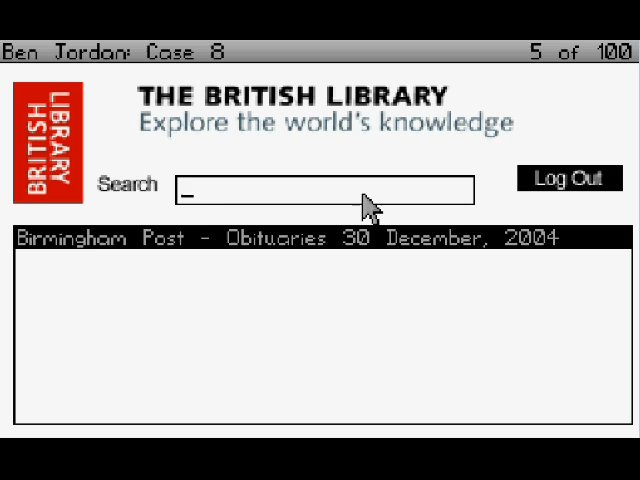 Ben Jordan: Case 8
5 of 100
BRITISH
LIBRARY
THE BRITISH LIBRARY
Explore the world's knowledge
Search
_
Log Out
Birmingham Post - Obituaries 30 December, 2004